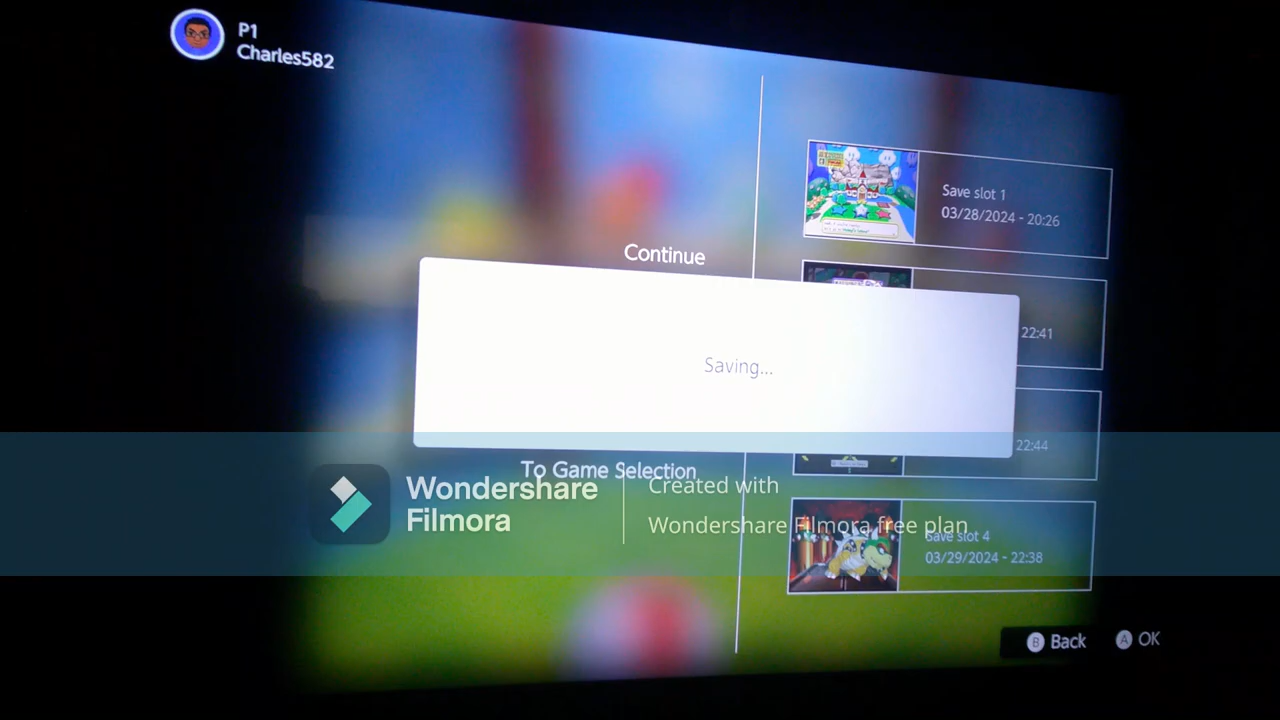 P1
Charles582
Save slot 1
03/28/2024 - 20:26
Continue
22:41
Saving...
22:44
To Game Selection
Wondershare
Filmora
Created with
Wondershare Filmora free plan
Save slot 4
03/29/2024 - 22:38
B Back
A OK